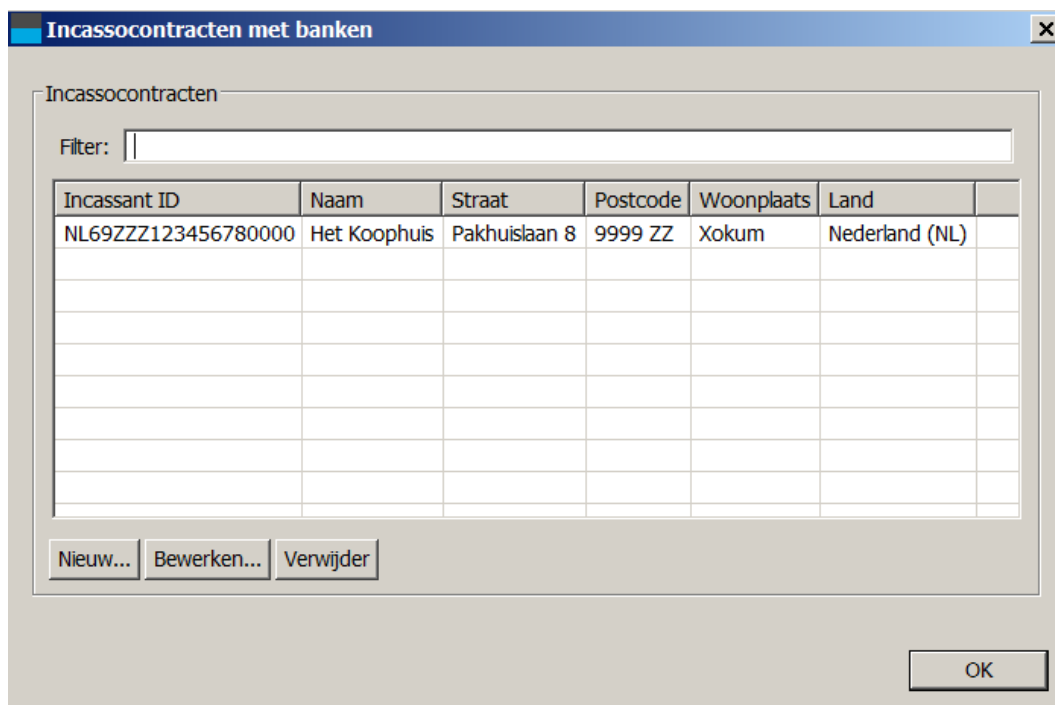 Incassocontracten met banken
Incassocontracten
Filter:
Incassant ID Naam Straat Postcode Woonplaats Land
NL69ZZZ123456780000 Het Koophuis Pakhuislaan 8 9999 ZZ Xokum Nederland (NL)
Nieuw... Bewerken... Verwijder
OK